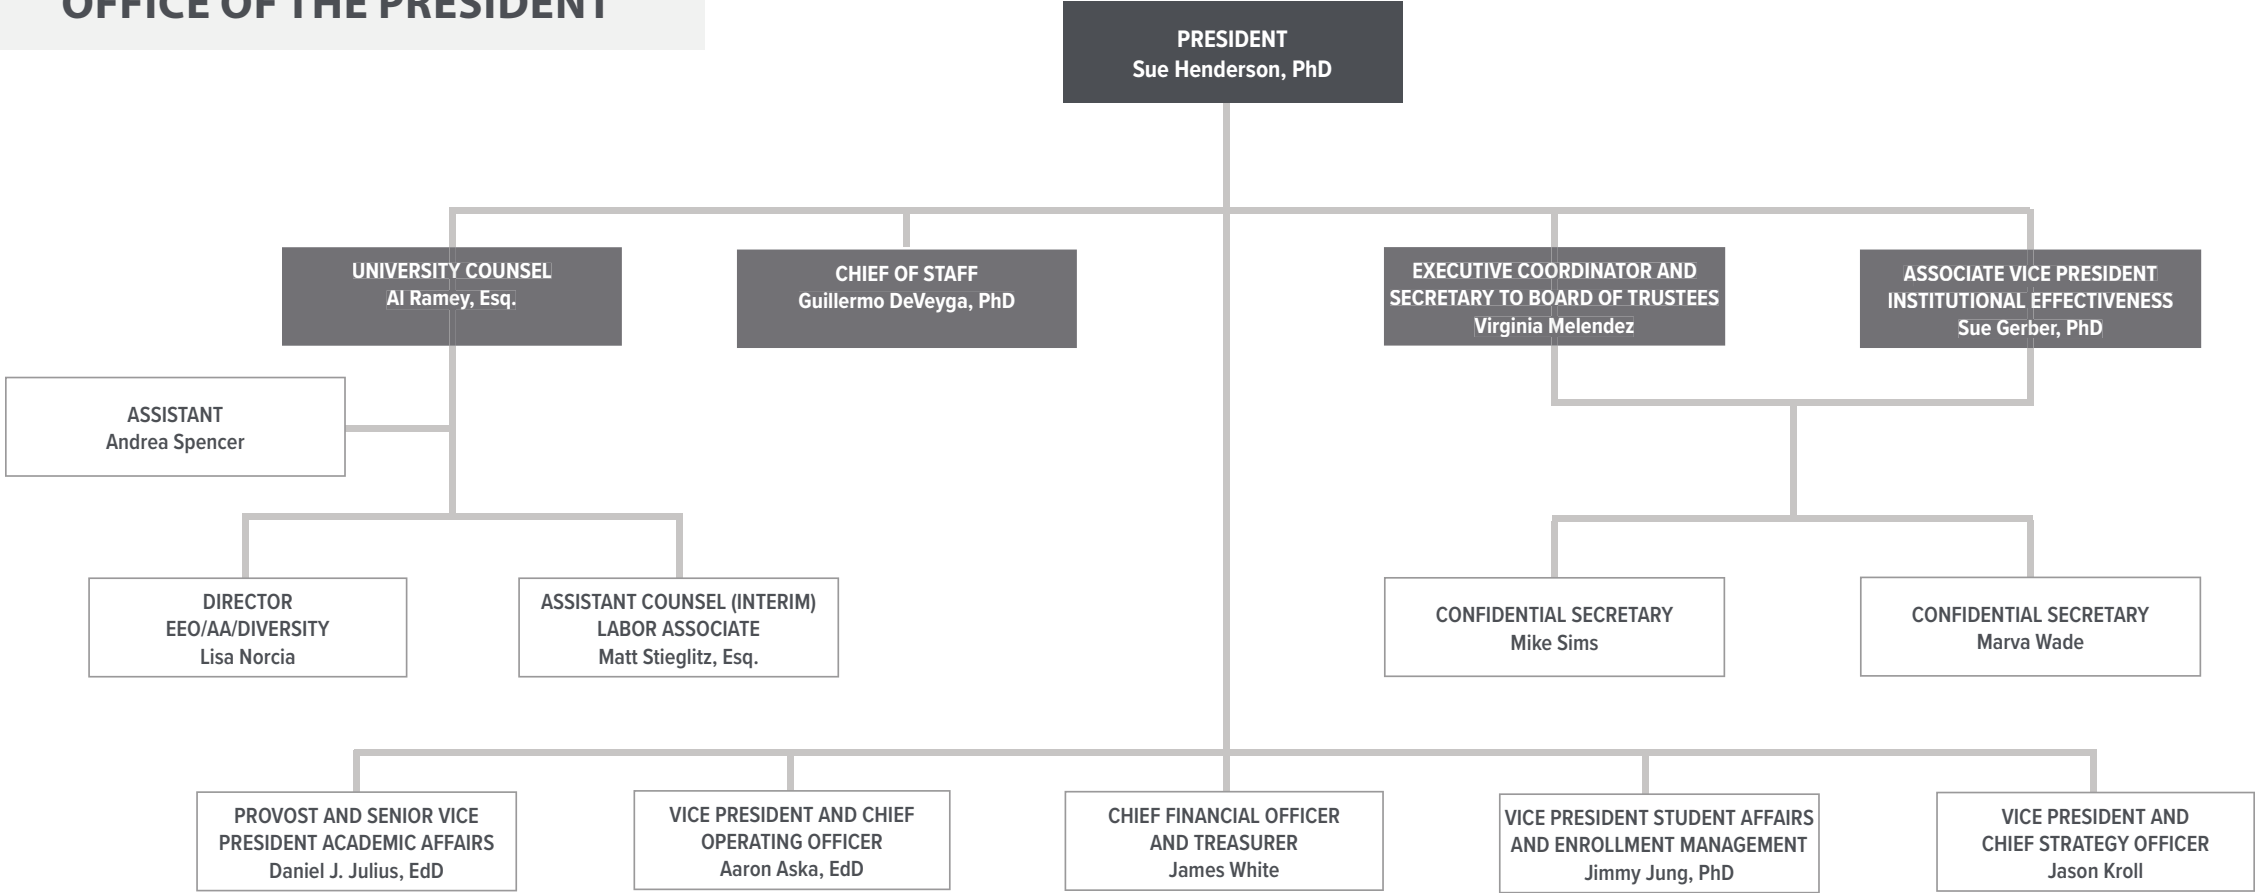 OFFICE OF THE PRESIDENT
PRESIDENT
Sue Henderson, PhD
UNIVERSITY COUNSEL
Al Ramey, Esq.
CHIEF OF STAFF
Guillermo DeVeyga, PhD
EXECUTIVE COORDINATOR AND
SECRETARY TO BOARD OF TRUSTEES
Virginia Melendez
ASSOCIATE VICE PRESIDENT
INSTITUTIONAL EFFECTIVENESS
Sue Gerber, PhD
ASSISTANT
Andrea Spencer
DIRECTOR
EEO/AA/DIVERSITY
Lisa Norcia
ASSISTANT COUNSEL (INTERIM)
LABOR ASSOCIATE
Matt Stieglitz, Esq.
CONFIDENTIAL SECRETARY
Mike Sims
CONFIDENTIAL SECRETARY
Marva Wade
PROVOST AND SENIOR VICE
PRESIDENT ACADEMIC AFFAIRS
Daniel J. Julius, EdD
VICE PRESIDENT AND CHIEF
OPERATING OFFICER
Aaron Aska, EdD
CHIEF FINANCIAL OFFICER
AND TREASURER
James White
VICE PRESIDENT STUDENT AFFAIRS
AND ENROLLMENT MANAGEMENT
Jimmy Jung, PhD
VICE PRESIDENT AND
CHIEF STRATEGY OFFICER
Jason Kroll